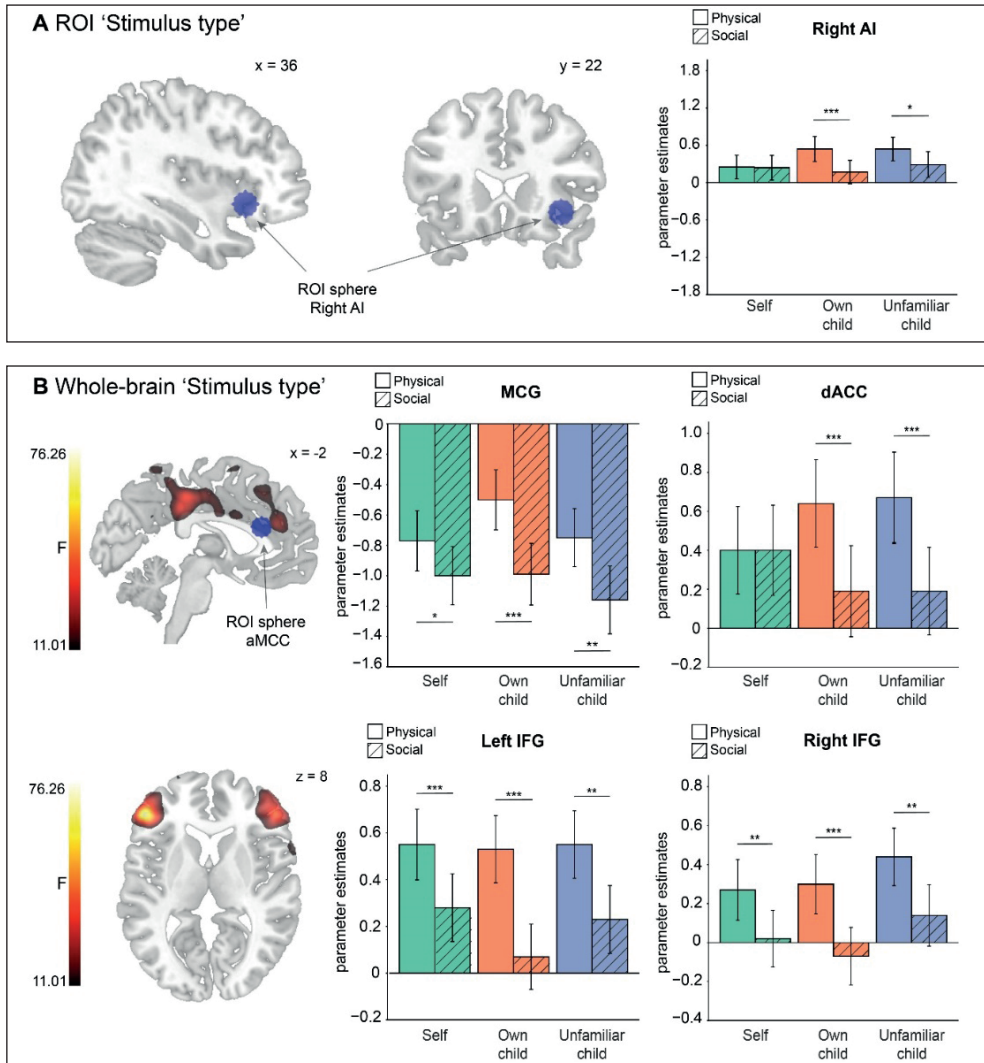 A ROI ‘Stimulus type’
x = 36
y = 22
ROI sphere
Right AI
Physical
Social
Right AI
parameter estimates
1.8
1.2
0.6
0
−0.6
−1.2
−1.8
***
*
Self
Own
child
Unfamiliar
child
B Whole-brain ‘Stimulus type’
76.26
F
11.01
x = -2
ROI sphere
aMCC
Physical
Social
MCG
parameter estimates
0
−0.2
−0.4
−0.6
−0.8
−1.0
−1.2
−1.4
−1.6
*
***
**
Self
Own
child
Unfamiliar
child
Physical
Social
dACC
parameter estimates
1.0
0.8
0.6
0.4
0.2
0
−0.2
***
***
Self
Own
child
Unfamiliar
child
76.26
F
11.01
z = 8
Physical
Social
Left IFG
parameter estimates
0.8
0.6
0.4
0.2
0
−0.2
***
***
**
Self
Own
child
Unfamiliar
child
Physical
Social
Right IFG
parameter estimates
0.8
0.6
0.4
0.2
0
−0.2
−0.4
**
***
**
Self
Own
child
Unfamiliar
child